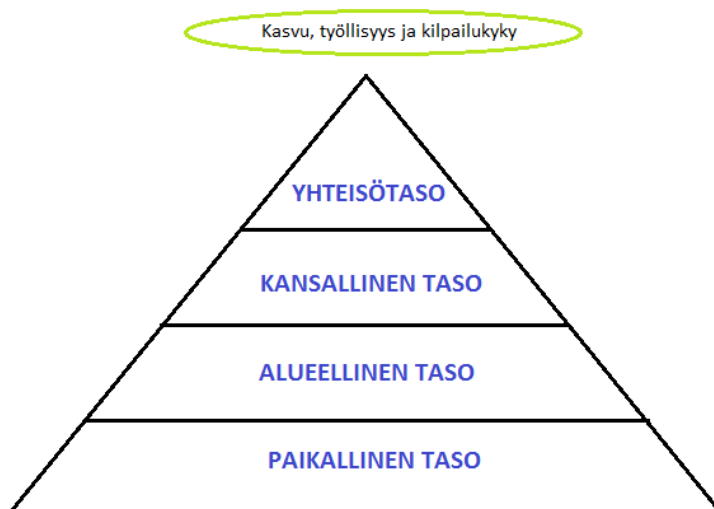 Kasvu, työllisyys ja kilpailukyky
YHTEISÖTASO
KANSALLINEN TASO
ALUEELLINEN TASO
PAIKALLINEN TASO